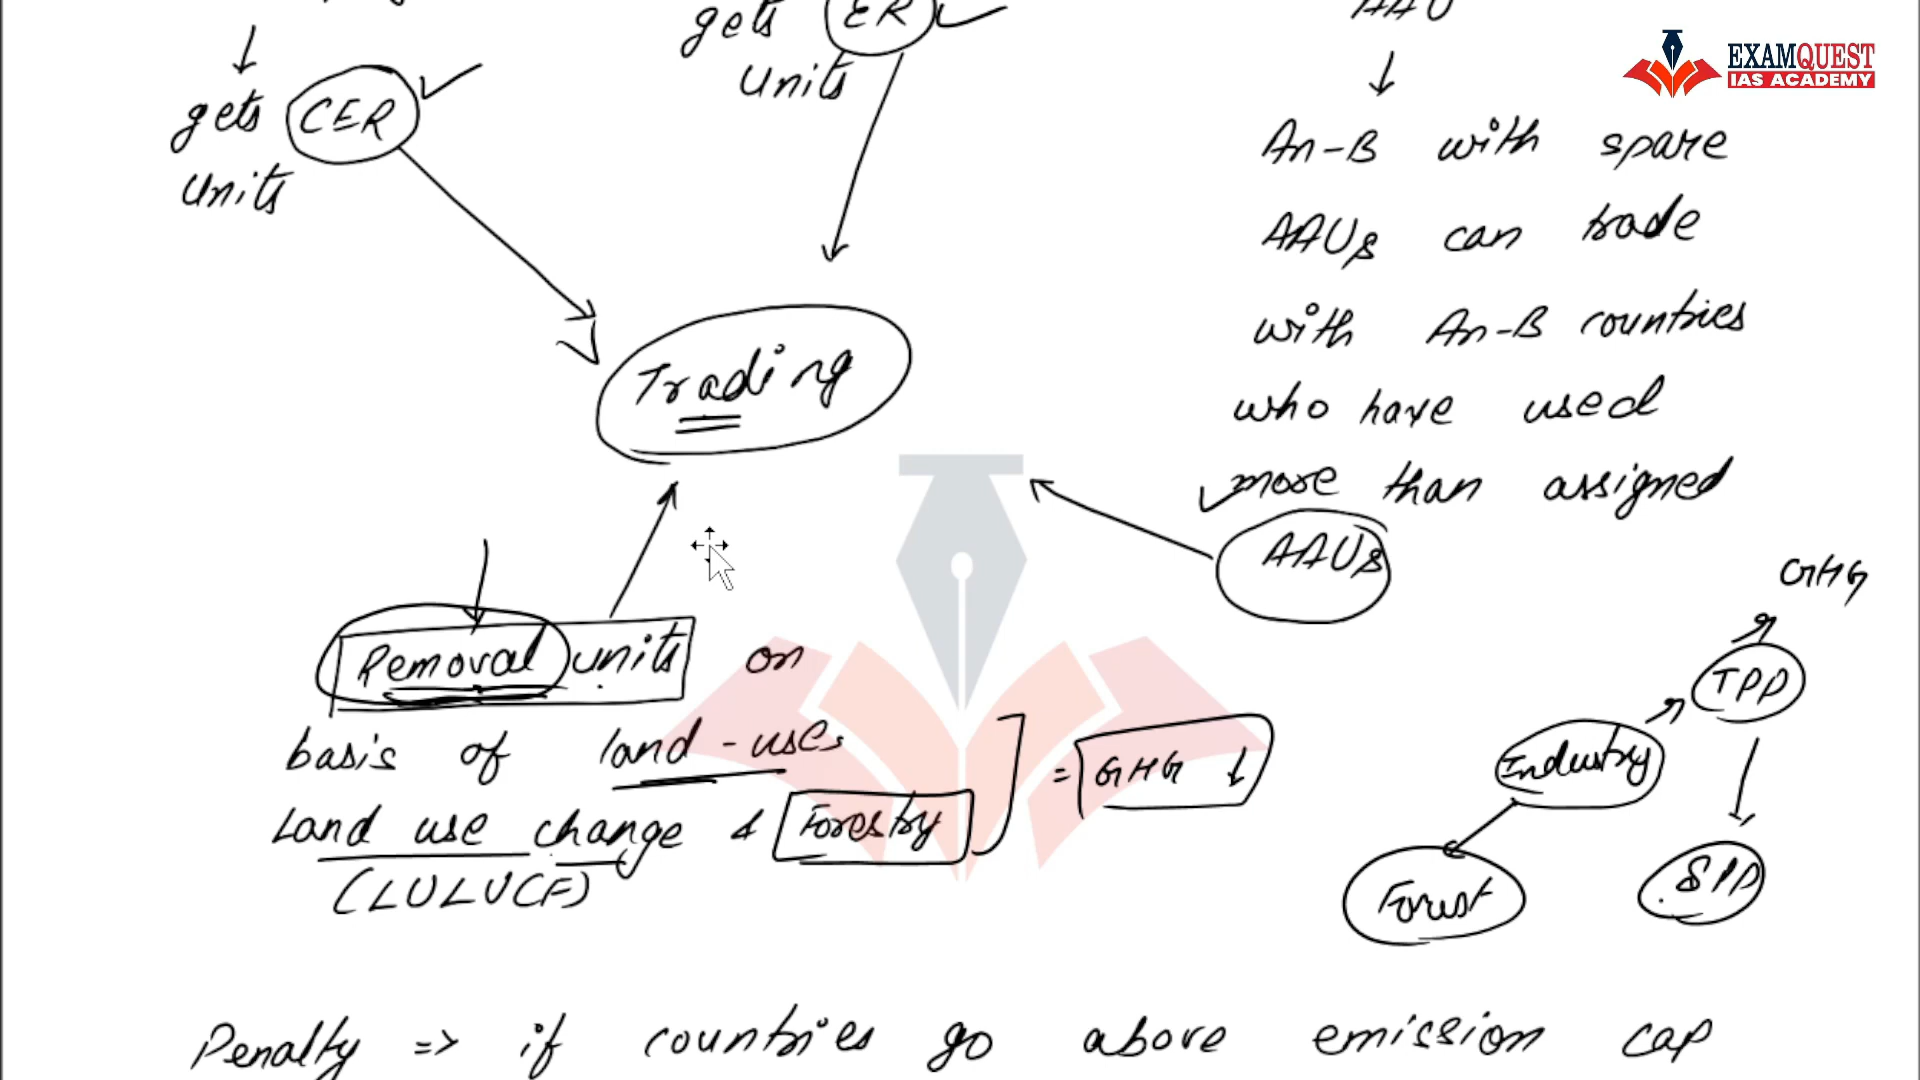 gets ER
Units
AAU
EXAMQUEST
IAS ACADEMY
gets CER
Units
An-B with spare
AAUs can trade
with An-B countries
who have used
more than assigned
Trading
AAUs
GHG
TPP
Removal units on
basis of land-uses
Land use change & Forestry
(LULUCF)
= GHG ↓
Industry
Forest
SPP
Penalty => if countries go above emission cap